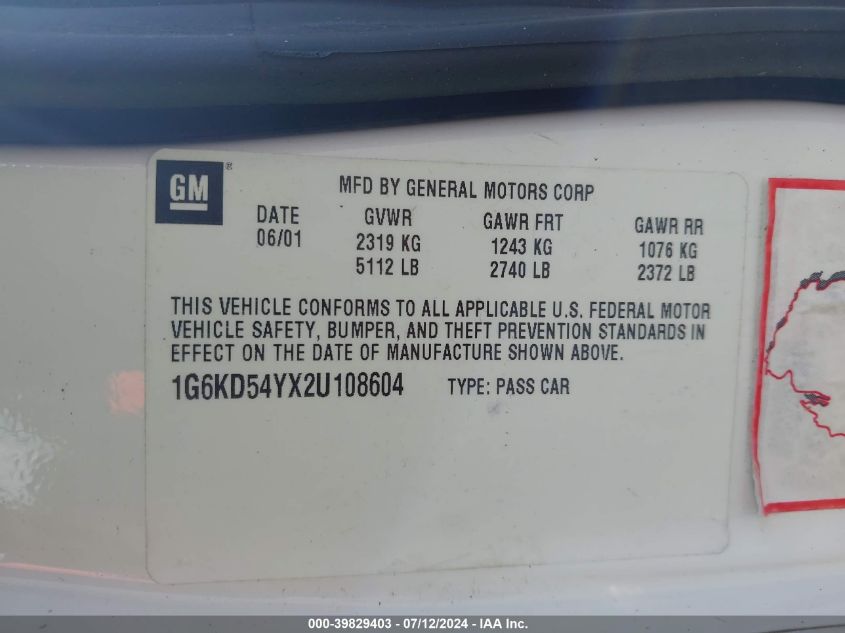 GM ®
MFD BY GENERAL MOTORS CORP
DATE GVWR GAWR FRT GAWR RR
06/01 2319 KG 1243 KG 1076 KG
5112 LB 2740 LB 2372 LB
THIS VEHICLE CONFORMS TO ALL APPLICABLE U.S. FEDERAL MOTOR
VEHICLE SAFETY, BUMPER, AND THEFT PREVENTION STANDARDS IN
EFFECT ON THE DATE OF MANUFACTURE SHOWN ABOVE.
1G6KD54YX2U108604 TYPE: PASS CAR
000-39829403 - 07/12/2024 - IAA Inc.